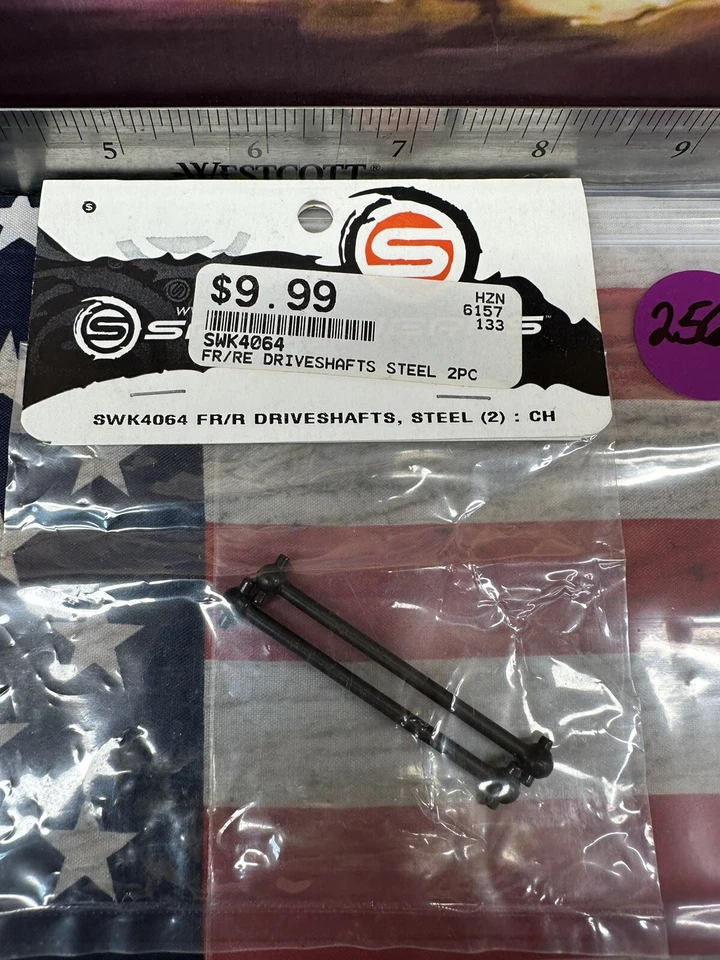 5 6 7 8 9
WESTCOTT®
S
S
$9.99
HZN
6157
133
SWK4064
FR/RE DRIVESHAFTS STEEL 2PC
S
SWK4064 FR/R DRIVESHAFTS, STEEL (2) : CH